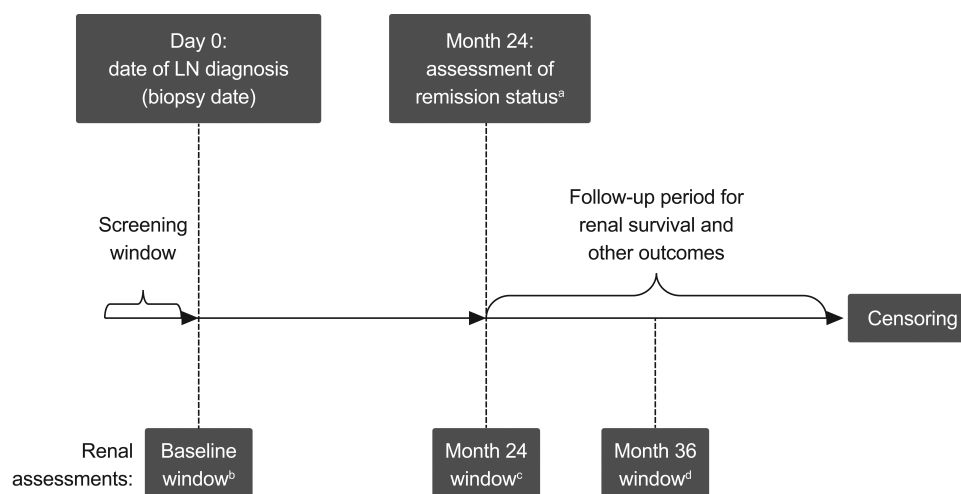 Day 0:
date of LN diagnosis
(biopsy date)
Month 24:
assessment of
remission statusᵃ
Screening
window
Follow-up period for
renal survival and
other outcomes
Censoring
Renal
assessments:
Baseline
windowᵇ
Month 24
windowᶜ
Month 36
windowᵈ